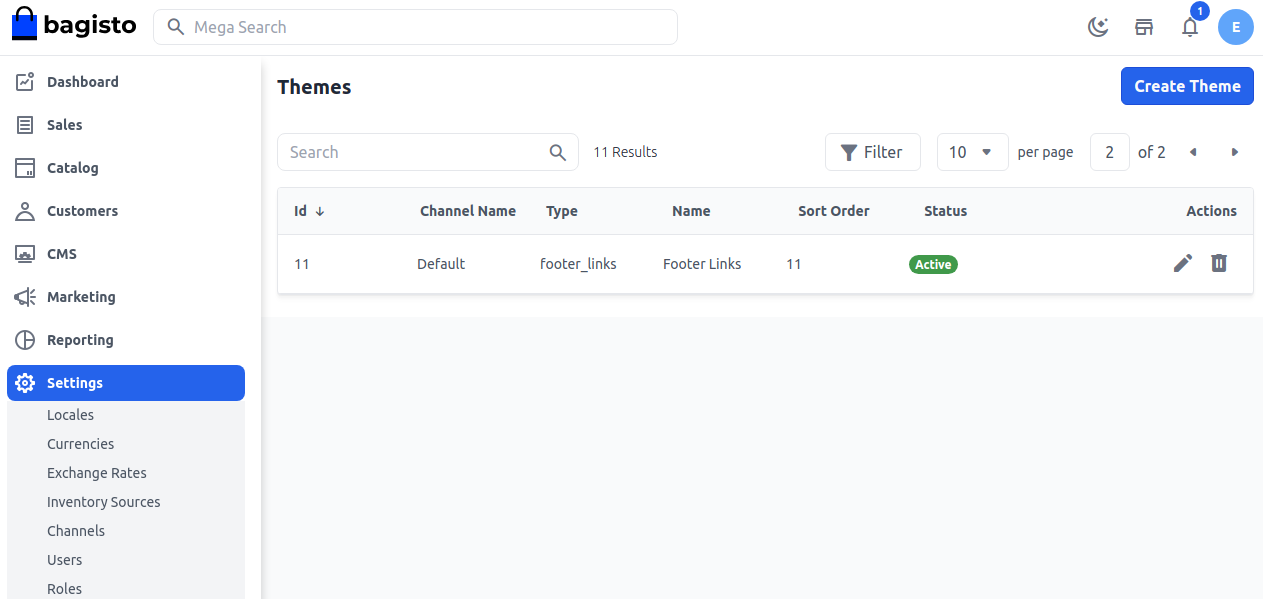 bagisto
Mega Search
1
E
Dashboard
Sales
Catalog
Customers
CMS
Marketing
Reporting
Settings
Locales
Currencies
Exchange Rates
Inventory Sources
Channels
Users
Roles
Themes
Create Theme
Search
11 Results
Filter
10
per page
2
of 2
Id Channel Name Type Name Sort Order Status Actions
11 Default footer_links Footer Links 11 Active